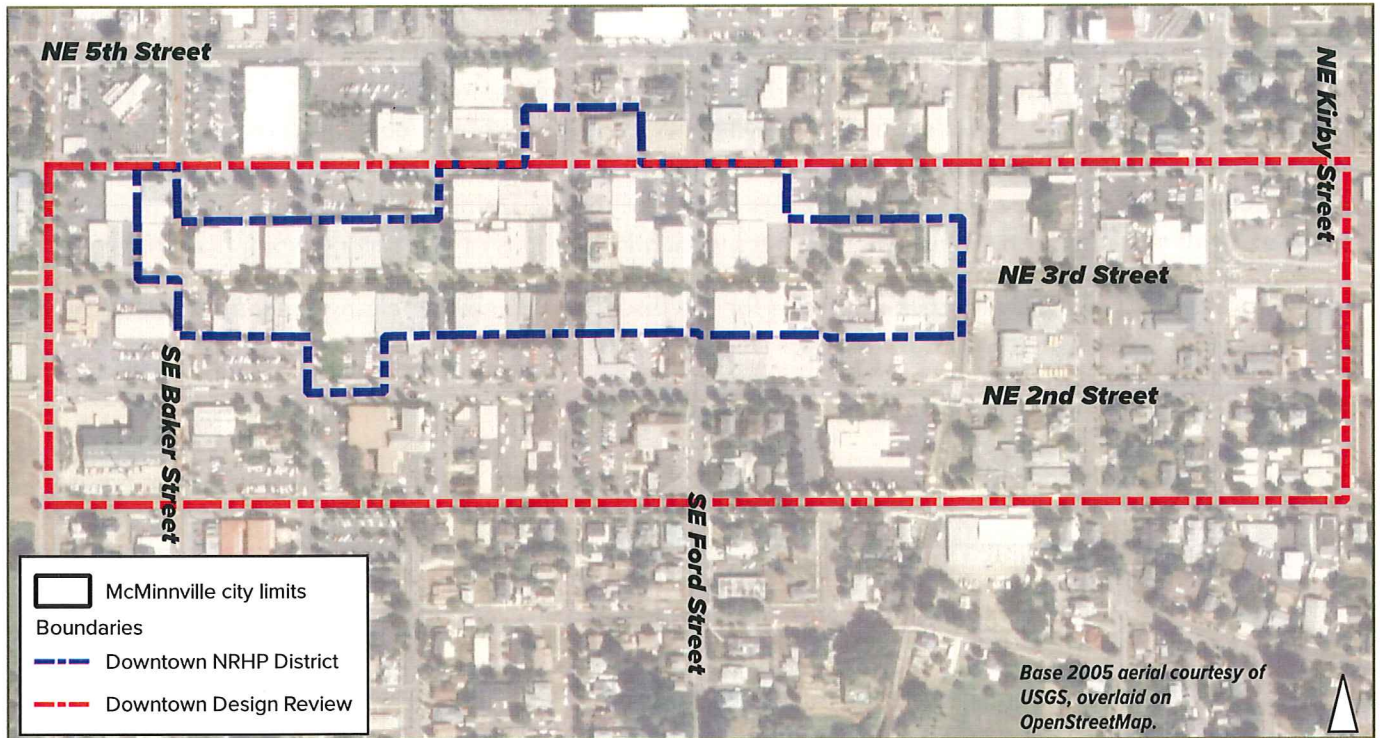 NE 5th Street
NE Kirby Street
NE 3rd Street
NE 2nd Street
SE Baker Street
SE Ford Street
McMinnville city limits
Boundaries
Downtown NRHP District
Downtown Design Review
Base 2005 aerial courtesy of
USGS, overlaid on
OpenStreetMap.